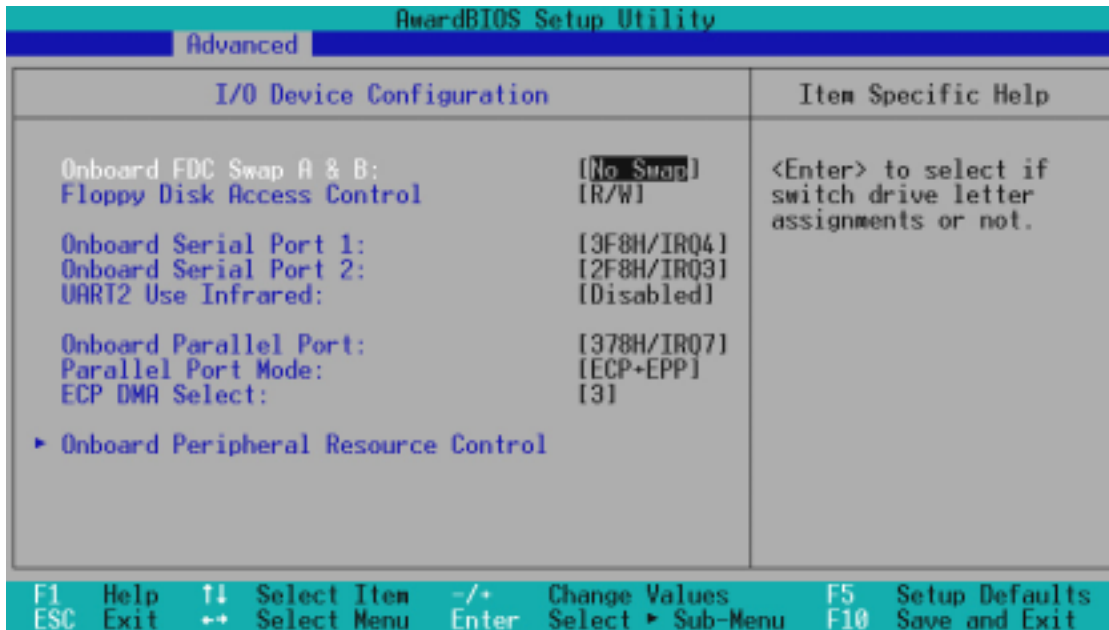 AwardBIOS Setup Utility
Advanced
I/O Device Configuration
Item Specific Help
Onboard FDC Swap A & B: [No Swap]
Floppy Disk Access Control [R/W]
Onboard Serial Port 1: [3F8H/IRQ4]
Onboard Serial Port 2: [2F8H/IRQ3]
UART2 Use Infrared: [Disabled]
Onboard Parallel Port: [378H/IRQ7]
Parallel Port Mode: [ECP+EPP]
ECP DMA Select: [3]
► Onboard Peripheral Resource Control
<Enter> to select if
switch drive letter
assignments or not.
F1 Help ↑↓ Select Item -/+ Change Values F5 Setup Defaults
ESC Exit ←→ Select Menu Enter Select ► Sub-Menu F10 Save and Exit